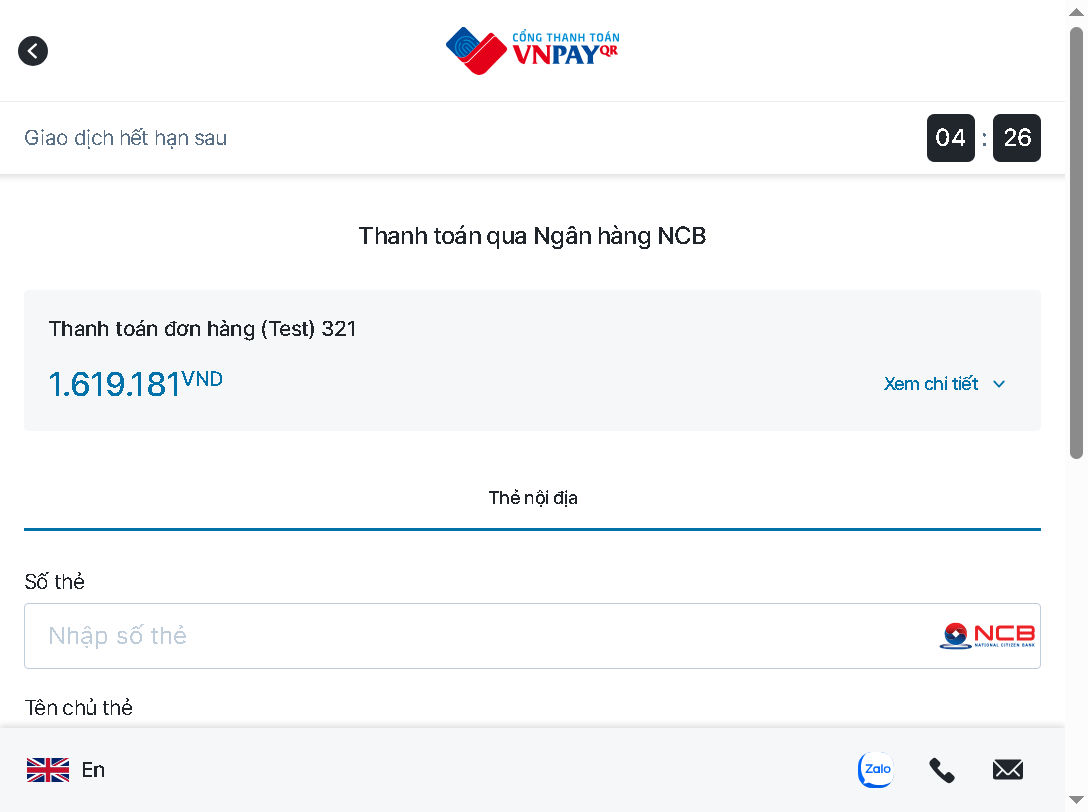 CỔNG THANH TOÁN
VNPAYQR
Giao dịch hết hạn sau
04 : 26
Thanh toán qua Ngân hàng NCB
Thanh toán đơn hàng (Test) 321
1.619.181VND
Xem chi tiết
Thẻ nội địa
Số thẻ
Nhập số thẻ
NCB
NATIONAL CITIZEN BANK
Tên chủ thẻ
En
Zalo